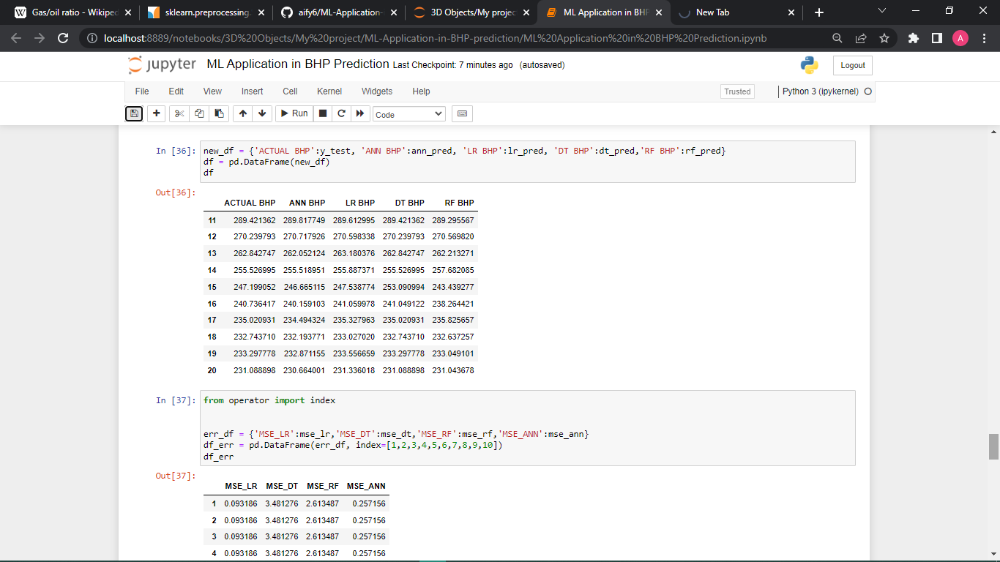 Gas/oil ratio - Wikiped
sklearn.preprocessing.
aify6/ML-Application-
3D Objects/My projec
ML Application in BHP
New Tab
localhost:8889/notebooks/3D%20Objects/My%20project/ML-Application-in-BHP-prediction/ML%20Application%20in%20BHP%20Prediction.ipynb
A
jupyter ML Application in BHP Prediction Last Checkpoint: 7 minutes ago (autosaved)
Logout
File Edit View Insert Cell Kernel Widgets Help
Trusted
Python 3 (ipykernel)
Run
Code
In [36]: new_df = {'ACTUAL BHP':y_test, 'ANN BHP':ann_pred, 'LR BHP':lr_pred, 'DT BHP':dt_pred,'RF BHP':rf_pred}
df = pd.DataFrame(new_df)
df
Out[36]:
ACTUAL BHP ANN BHP LR BHP DT BHP RF BHP
11 289.421362 289.817749 289.612995 289.421362 289.295567
12 270.239793 270.717926 270.598338 270.239793 270.569820
13 262.842747 262.052124 263.180376 262.842747 262.213271
14 255.526995 255.518951 255.887371 255.526995 257.682085
15 247.199052 246.665115 247.538774 253.090994 243.439277
16 240.736417 240.159103 241.059978 241.049122 238.264421
17 235.020931 234.494324 235.327963 235.020931 235.825657
18 232.743710 232.193771 233.027020 232.743710 232.637257
19 233.297778 232.871155 233.556659 233.297778 233.049101
20 231.088898 230.664001 231.336018 231.088898 231.043678
In [37]: from operator import index
err_df = {'MSE_LR':mse_lr,'MSE_DT':mse_dt,'MSE_RF':mse_rf,'MSE_ANN':mse_ann}
df_err = pd.DataFrame(err_df, index=[1,2,3,4,5,6,7,8,9,10])
df_err
Out[37]:
MSE_LR MSE_DT MSE_RF MSE_ANN
1 0.093186 3.481276 2.613487 0.257156
2 0.093186 3.481276 2.613487 0.257156
3 0.093186 3.481276 2.613487 0.257156
4 0.093186 3.481276 2.613487 0.257156